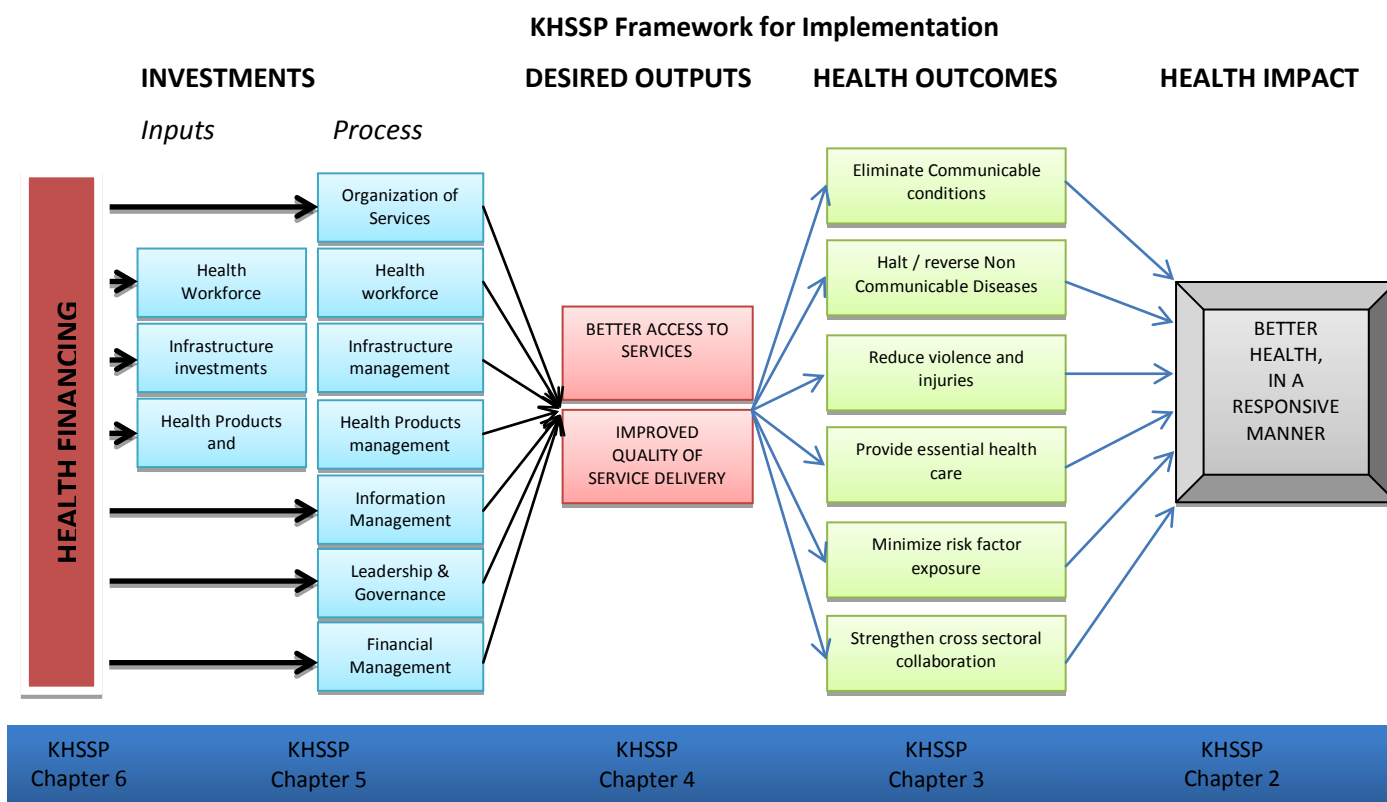 KHSSP Framework for Implementation
INVESTMENTS
DESIRED OUTPUTS
HEALTH OUTCOMES
HEALTH IMPACT
Inputs
Process
HEALTH FINANCING
Health
Workforce
Infrastructure
investments
Health Products
and
Organization of
Services
Health
workforce
Infrastructure
management
Health Products
management
Information
Management
Leadership &
Governance
Financial
Management
BETTER ACCESS TO
SERVICES
IMPROVED
QUALITY OF
SERVICE DELIVERY
Eliminate Communicable
conditions
Halt / reverse Non
Communicable Diseases
Reduce violence and
injuries
Provide essential health
care
Minimize risk factor
exposure
Strengthen cross sectoral
collaboration
BETTER
HEALTH,
IN A
RESPONSIVE
MANNER
KHSSP
Chapter 6
KHSSP
Chapter 5
KHSSP
Chapter 4
KHSSP
Chapter 3
KHSSP
Chapter 2